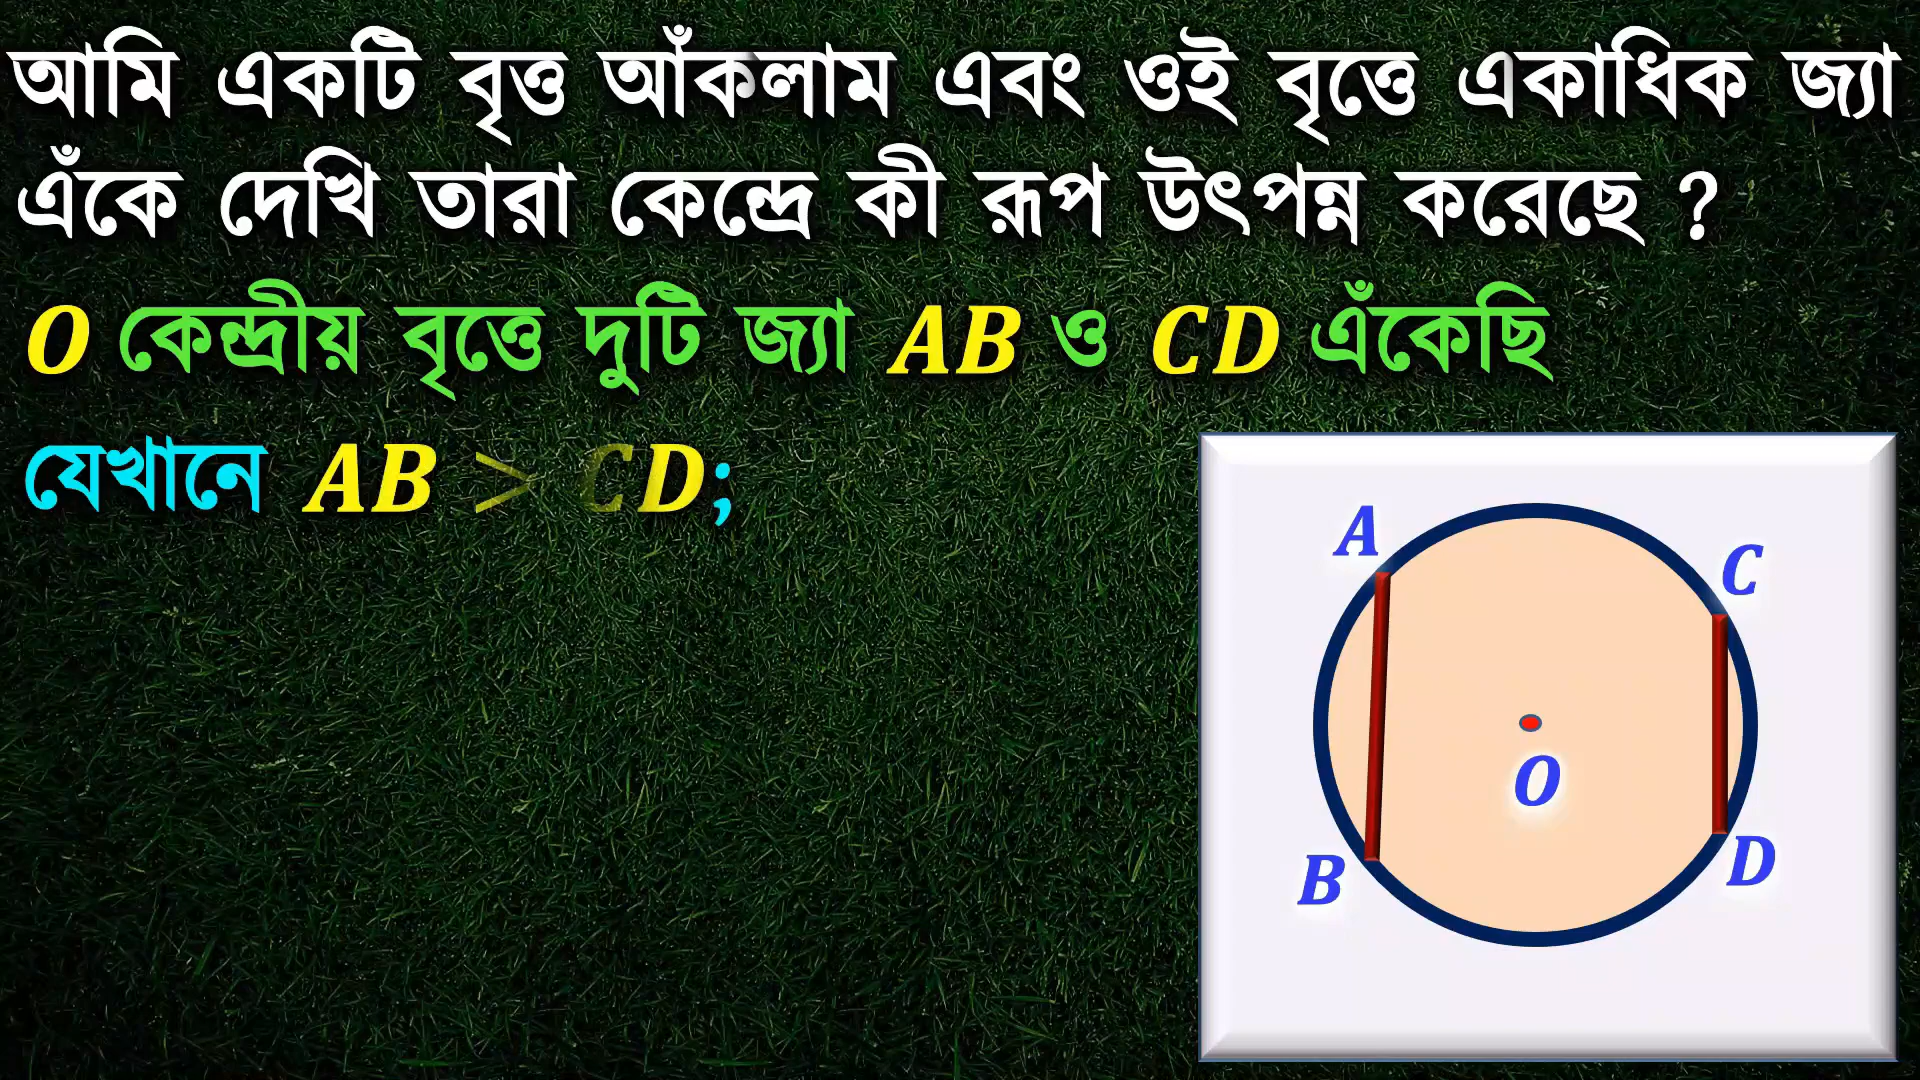 আমি একটি বৃত্ত আঁকলাম এবং ওই বৃত্তে একাধিক জ্যা
এঁকে দেখি তারা কেন্দ্রে কী রূপ উৎপন্ন করেছে ?
O কেন্দ্রীয় বৃত্তে দুটি জ্যা AB ও CD এঁকেছি
যেখানে AB > CD;
A
C
O
B
D